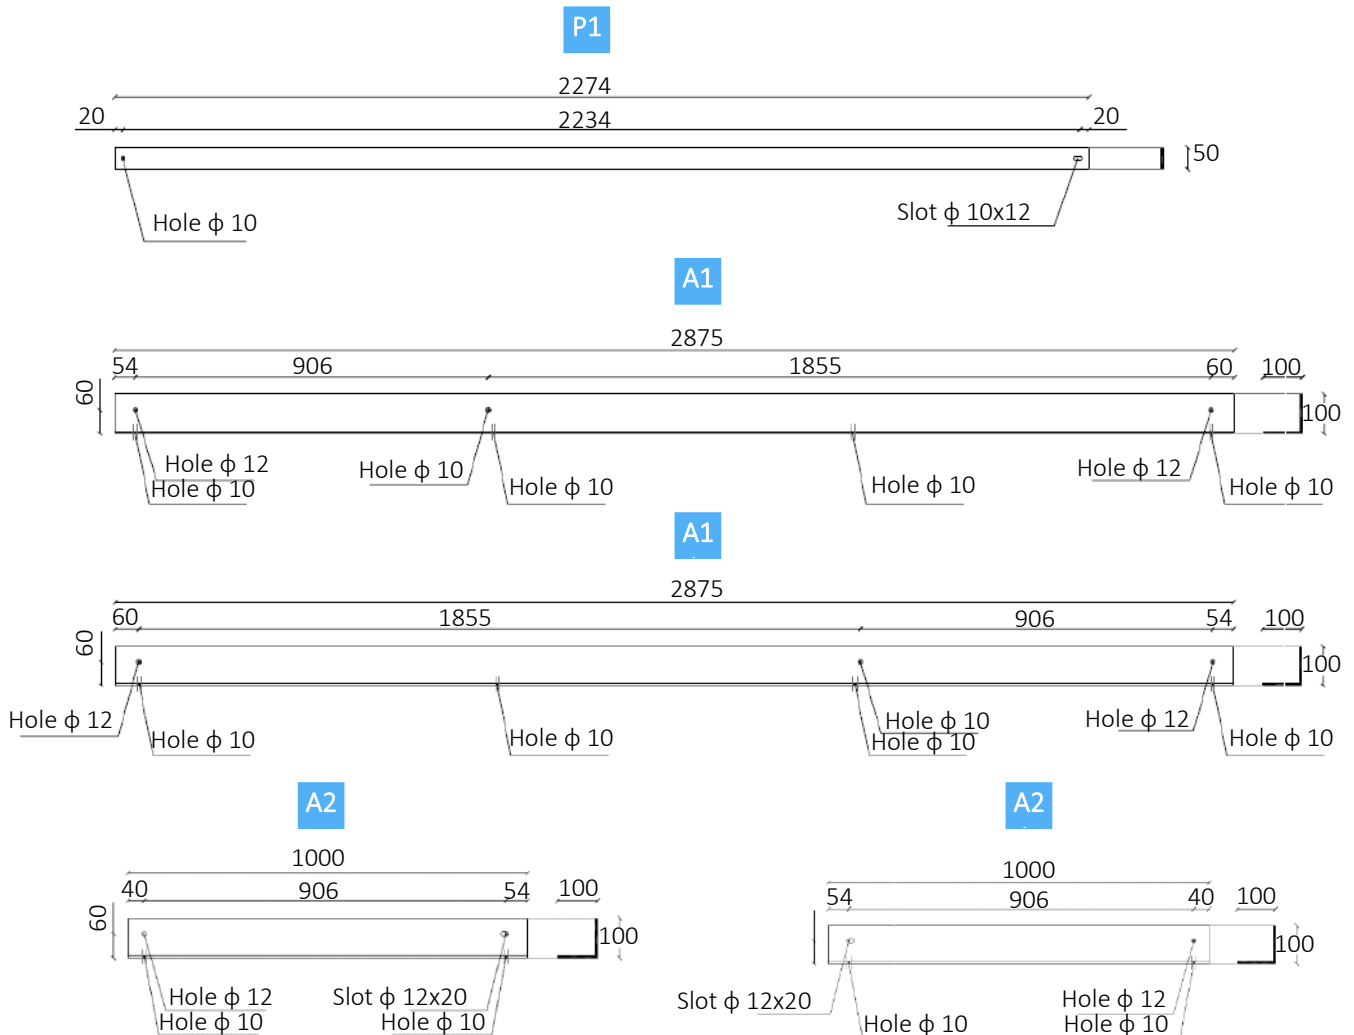 P1
2274
20 2234 20
50
Hole ϕ 10
Slot ϕ 10x12
A1
2875
54 906 1855 60 100
60
100
Hole ϕ 12
Hole ϕ 10
Hole ϕ 10
Hole ϕ 10
Hole ϕ 10
Hole ϕ 12
Hole ϕ 10
A1
2875
60 1855 906 54 100
60
100
Hole ϕ 12
Hole ϕ 10
Hole ϕ 10
Hole ϕ 10
Hole ϕ 10
Hole ϕ 12
Hole ϕ 10
A2
1000
40 906 54 100
60
100
Hole ϕ 12
Hole ϕ 10
Slot ϕ 12x20
Hole ϕ 10
A2
1000
54 906 40 100
100
Slot ϕ 12x20
Hole ϕ 10
Hole ϕ 12
Hole ϕ 10